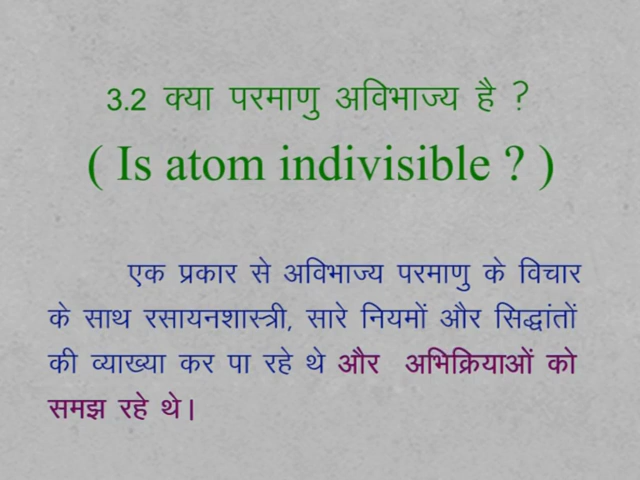 3.2 क्या परमाणु अविभाज्य है ?
( Is atom indivisible ? )
एक प्रकार से अविभाज्य परमाणु के विचार
के साथ रसायनशास्त्री, सारे नियमों और सिद्धांतों
की व्याख्या कर पा रहे थे और अभिक्रियाओं को
समझ रहे थे।